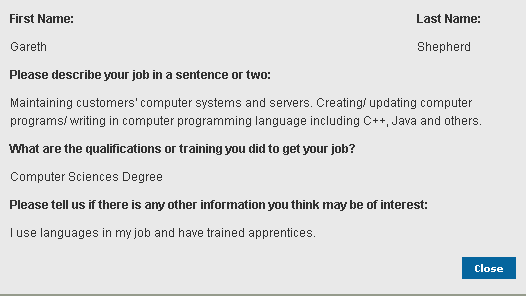 First Name: Last Name:
Gareth Shepherd
Please describe your job in a sentence or two:
Maintaining customers' computer systems and servers. Creating/ updating computer
programs/ writing in computer programming language including C++, Java and others.
What are the qualifications or training you did to get your job?
Computer Sciences Degree
Please tell us if there is any other information you think may be of interest:
I use languages in my job and have trained apprentices.
Close